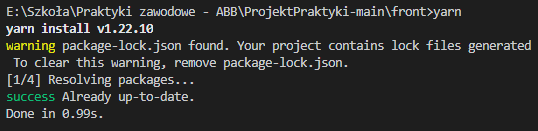 E:\Szkoła\Praktyki zawodowe - ABB\ProjektPraktyki-main\front>yarn
yarn install v1.22.10
warning package-lock.json found. Your project contains lock files generated
To clear this warning, remove package-lock.json.
[1/4] Resolving packages...
success Already up-to-date.
Done in 0.99s.